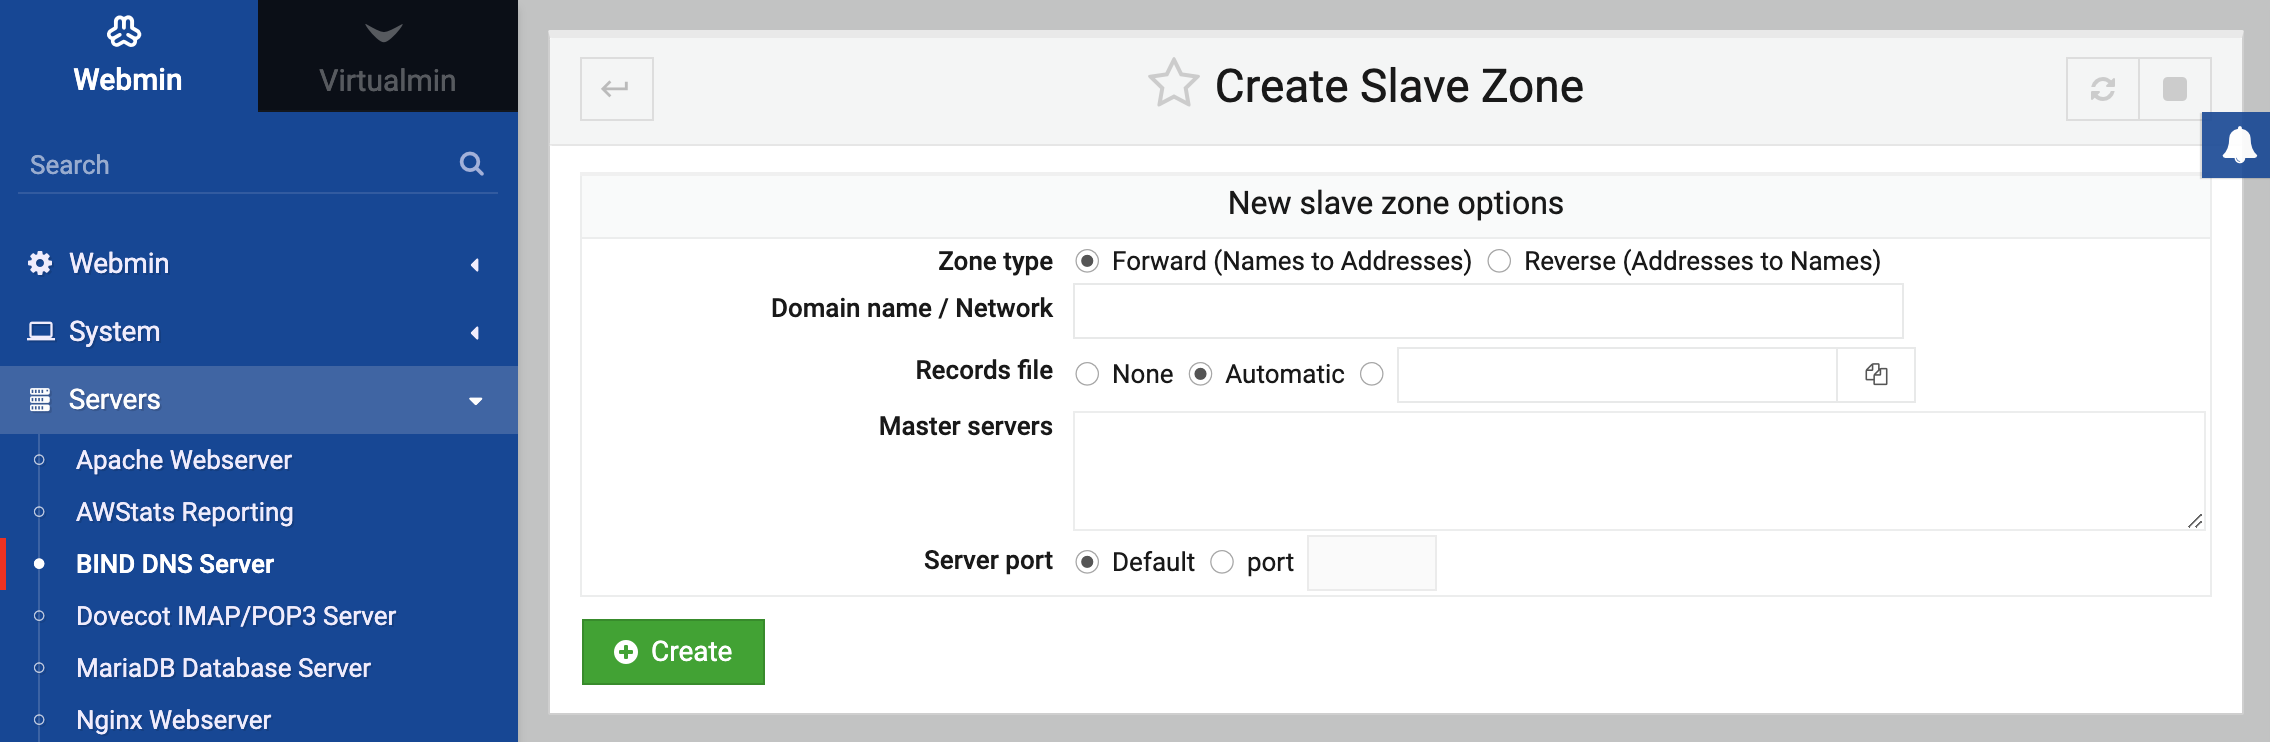 Webmin
Virtualmin
Search
Webmin
System
Servers
Apache Webserver
AWStats Reporting
BIND DNS Server
Dovecot IMAP/POP3 Server
MariaDB Database Server
Nginx Webserver
Create Slave Zone
New slave zone options
Zone type Forward (Names to Addresses) Reverse (Addresses to Names)
Domain name / Network
Records file None Automatic
Master servers
Server port Default port
Create